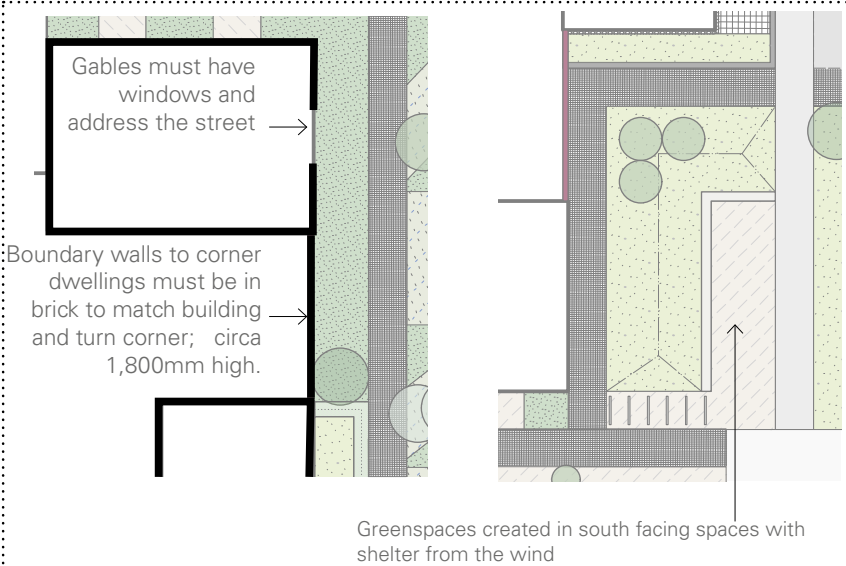 Gables must have
windows and
address the street
Boundary walls to corner
dwellings must be in
brick to match building
and turn corner; circa
1,800mm high.
Greenspaces created in south facing spaces with
shelter from the wind